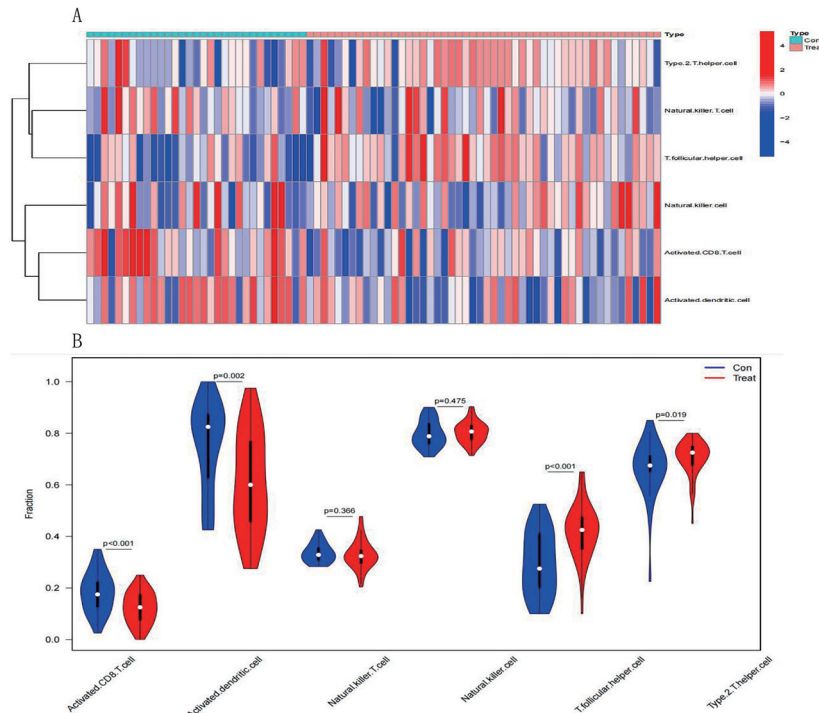 A
Type
Type
Con
Treat
Type.2.T.helper.cell
Natural.killer.T.cell
T.follicular.helper.cell
Natural.killer.cell
Activated.CD8.T.cell
Activated.dendritic.cell
4
2
0
−2
−4
B
Con
Treat
1.0
0.8
0.6
0.4
0.2
0.0
Fraction
p<0.001
p=0.002
p=0.366
p=0.475
p<0.001
p=0.019
Activated.CD8.T.cell
Activated.dendritic.cell
Natural.killer.T.cell
Natural.killer.cell
T.follicular.helper.cell
Type.2.T.helper.cell